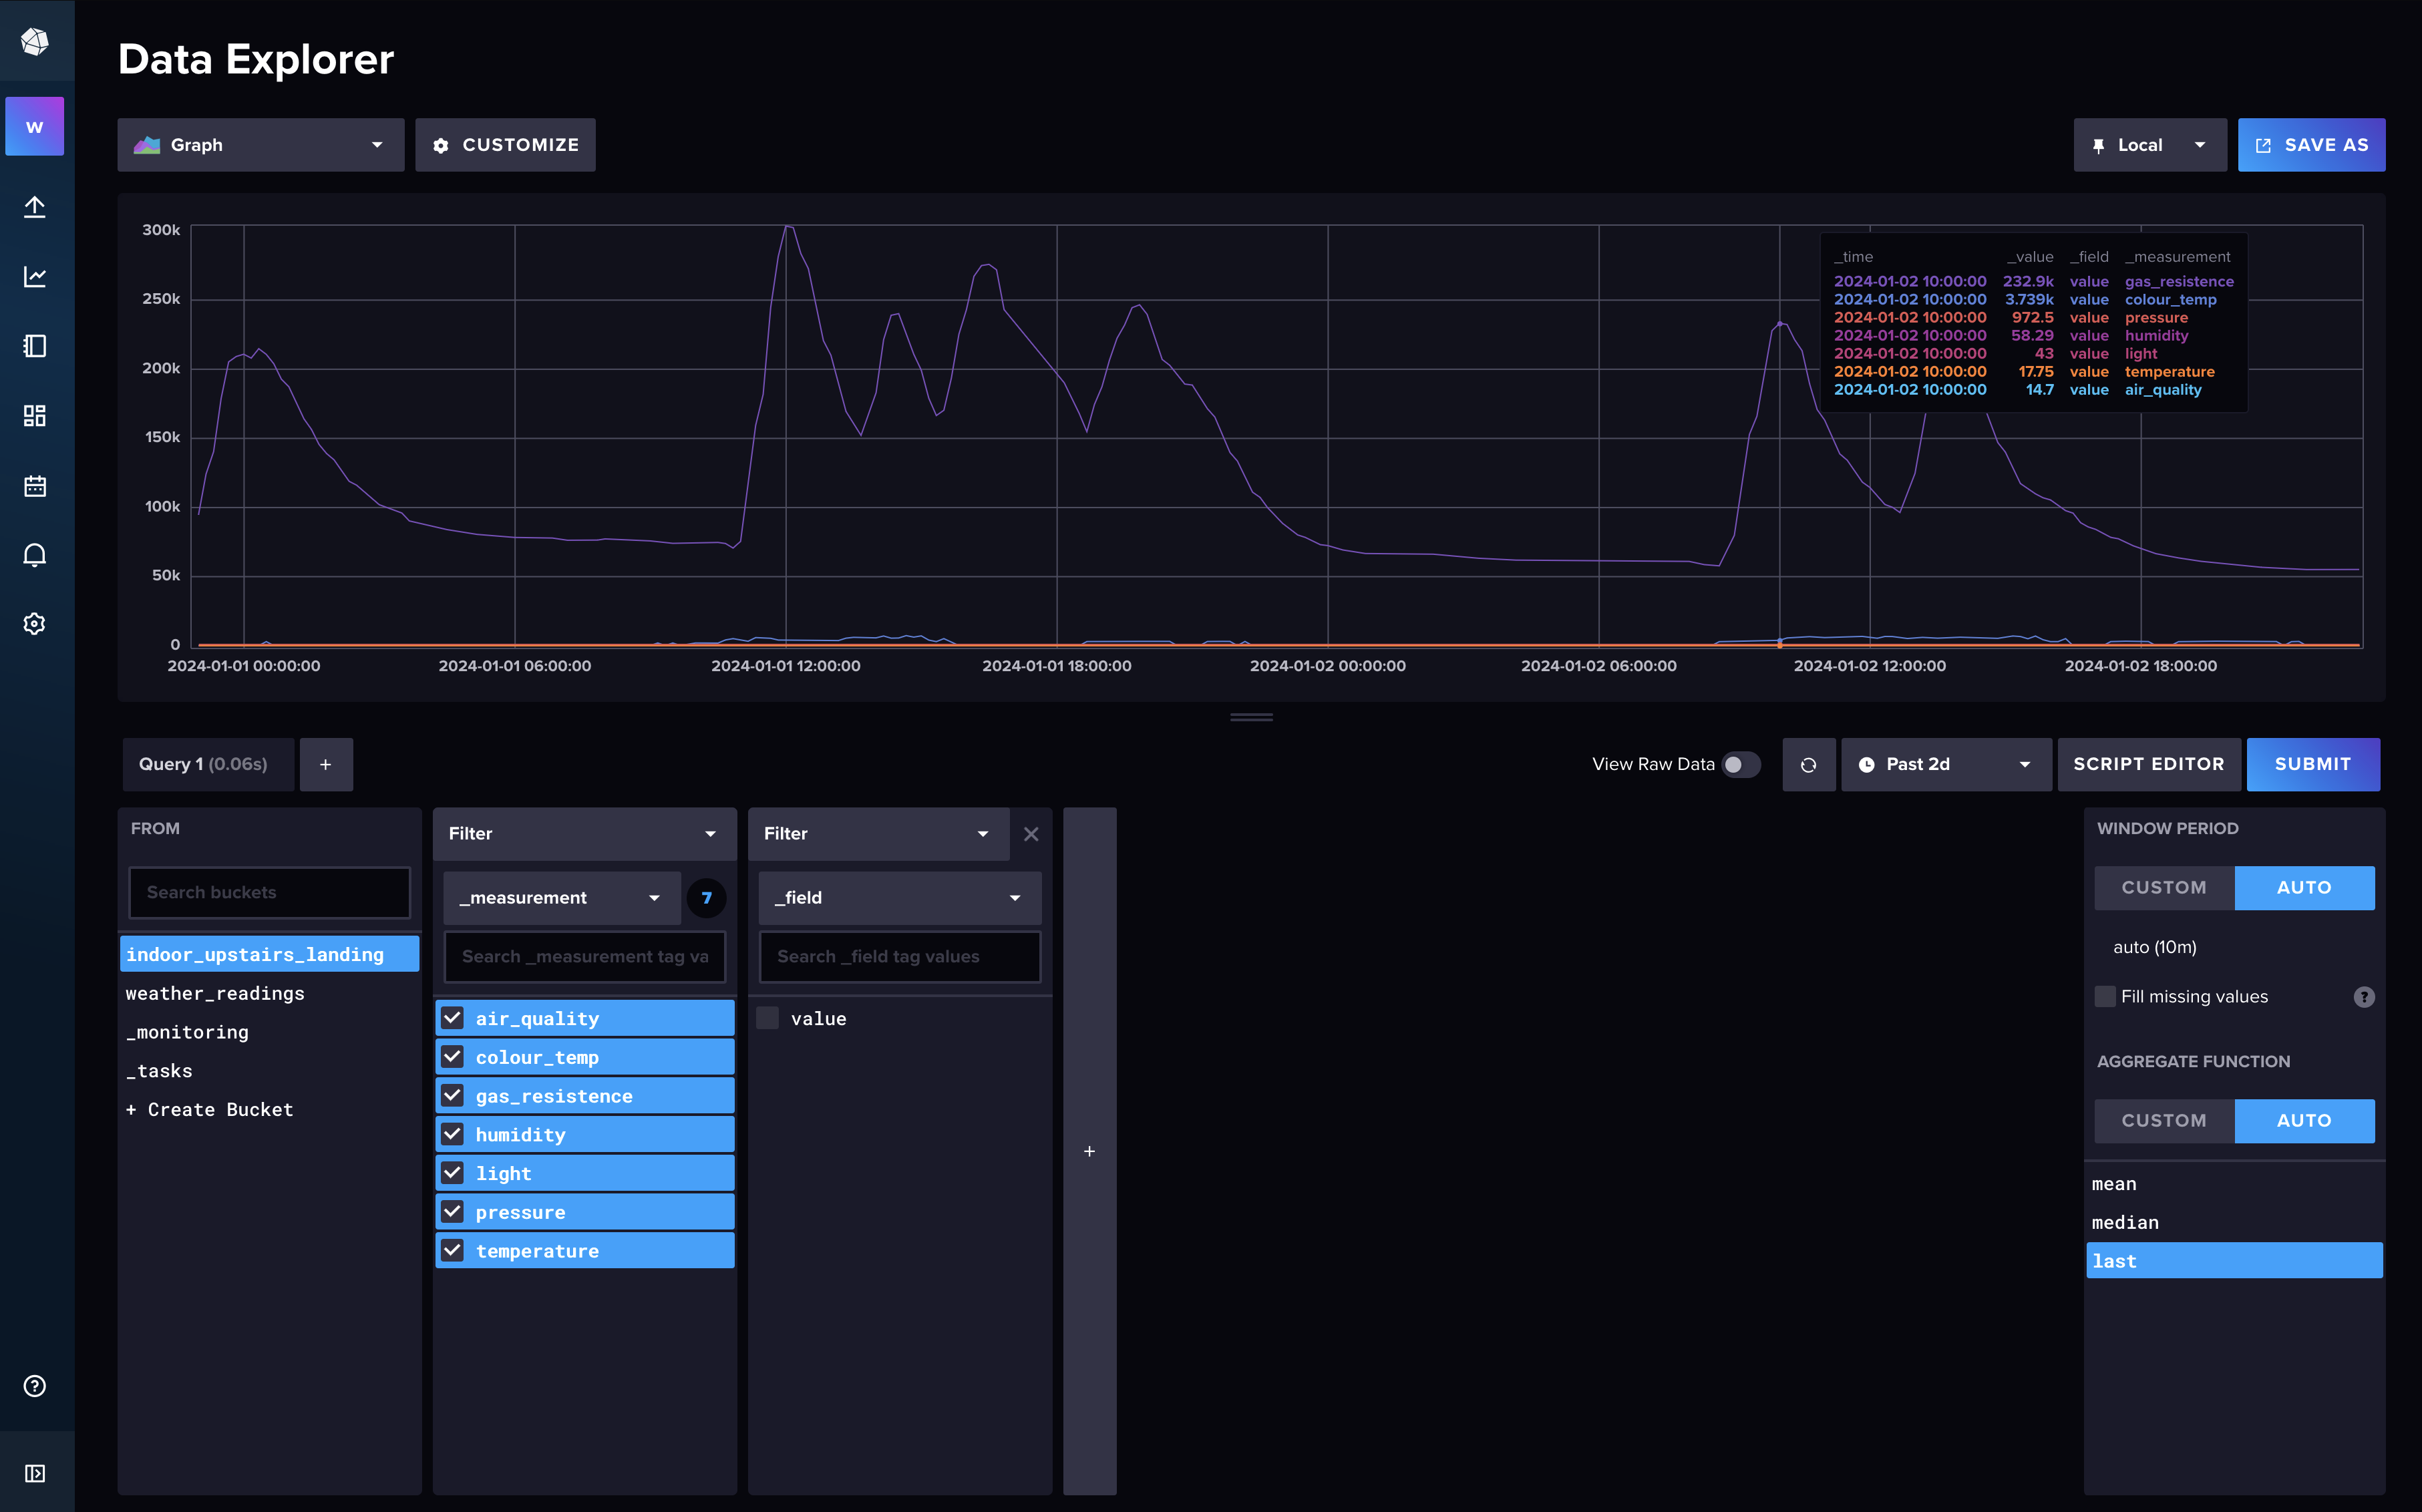 Data Explorer
W
Graph
CUSTOMIZE
Local
SAVE AS
300k
250k
200k
150k
100k
50k
0
_time _value _field _measurement
2024-01-02 10:00:00 232.9k value gas_resistence
2024-01-02 10:00:00 3.739k value colour_temp
2024-01-02 10:00:00 972.5 value pressure
2024-01-02 10:00:00 58.29 value humidity
2024-01-02 10:00:00 43 value light
2024-01-02 10:00:00 17.75 value temperature
2024-01-02 10:00:00 14.7 value air_quality
2024-01-01 00:00:00 2024-01-01 06:00:00 2024-01-01 12:00:00 2024-01-01 18:00:00 2024-01-02 00:00:00 2024-01-02 06:00:00 2024-01-02 12:00:00 2024-01-02 18:00:00
Query 1 (0.06s)
+
View Raw Data
Past 2d
SCRIPT EDITOR
SUBMIT
FROM
Search buckets
indoor_upstairs_landing
weather_readings
_monitoring
_tasks
+ Create Bucket
Filter
_measurement
7
Search _measurement tag va
air_quality
colour_temp
gas_resistence
humidity
light
pressure
temperature
Filter
_field
Search _field tag values
value
+
WINDOW PERIOD
CUSTOM AUTO
auto (10m)
Fill missing values
?
AGGREGATE FUNCTION
CUSTOM AUTO
mean
median
last
?